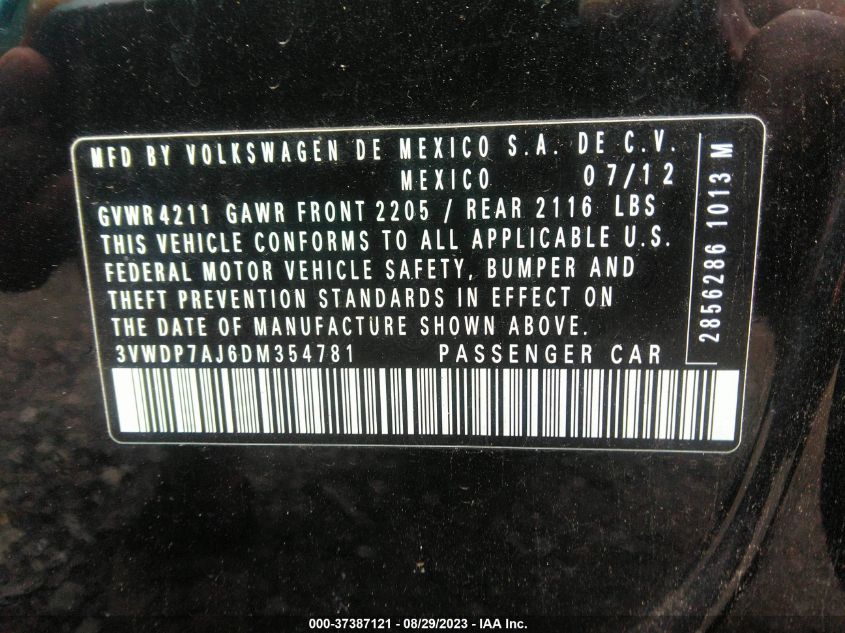 MFD BY VOLKSWAGEN DE MEXICO S.A. DE C.V.
MEXICO 07/12
GVWR 4211 GAWR FRONT 2205 / REAR 2116 LBS
THIS VEHICLE CONFORMS TO ALL APPLICABLE U.S.
FEDERAL MOTOR VEHICLE SAFETY, BUMPER AND
THEFT PREVENTION STANDARDS IN EFFECT ON
THE DATE OF MANUFACTURE SHOWN ABOVE.
3VWDP7AJ6DM354781 PASSENGER CAR
2856286 1013 M
000-37387121 - 08/29/2023 - IAA Inc.